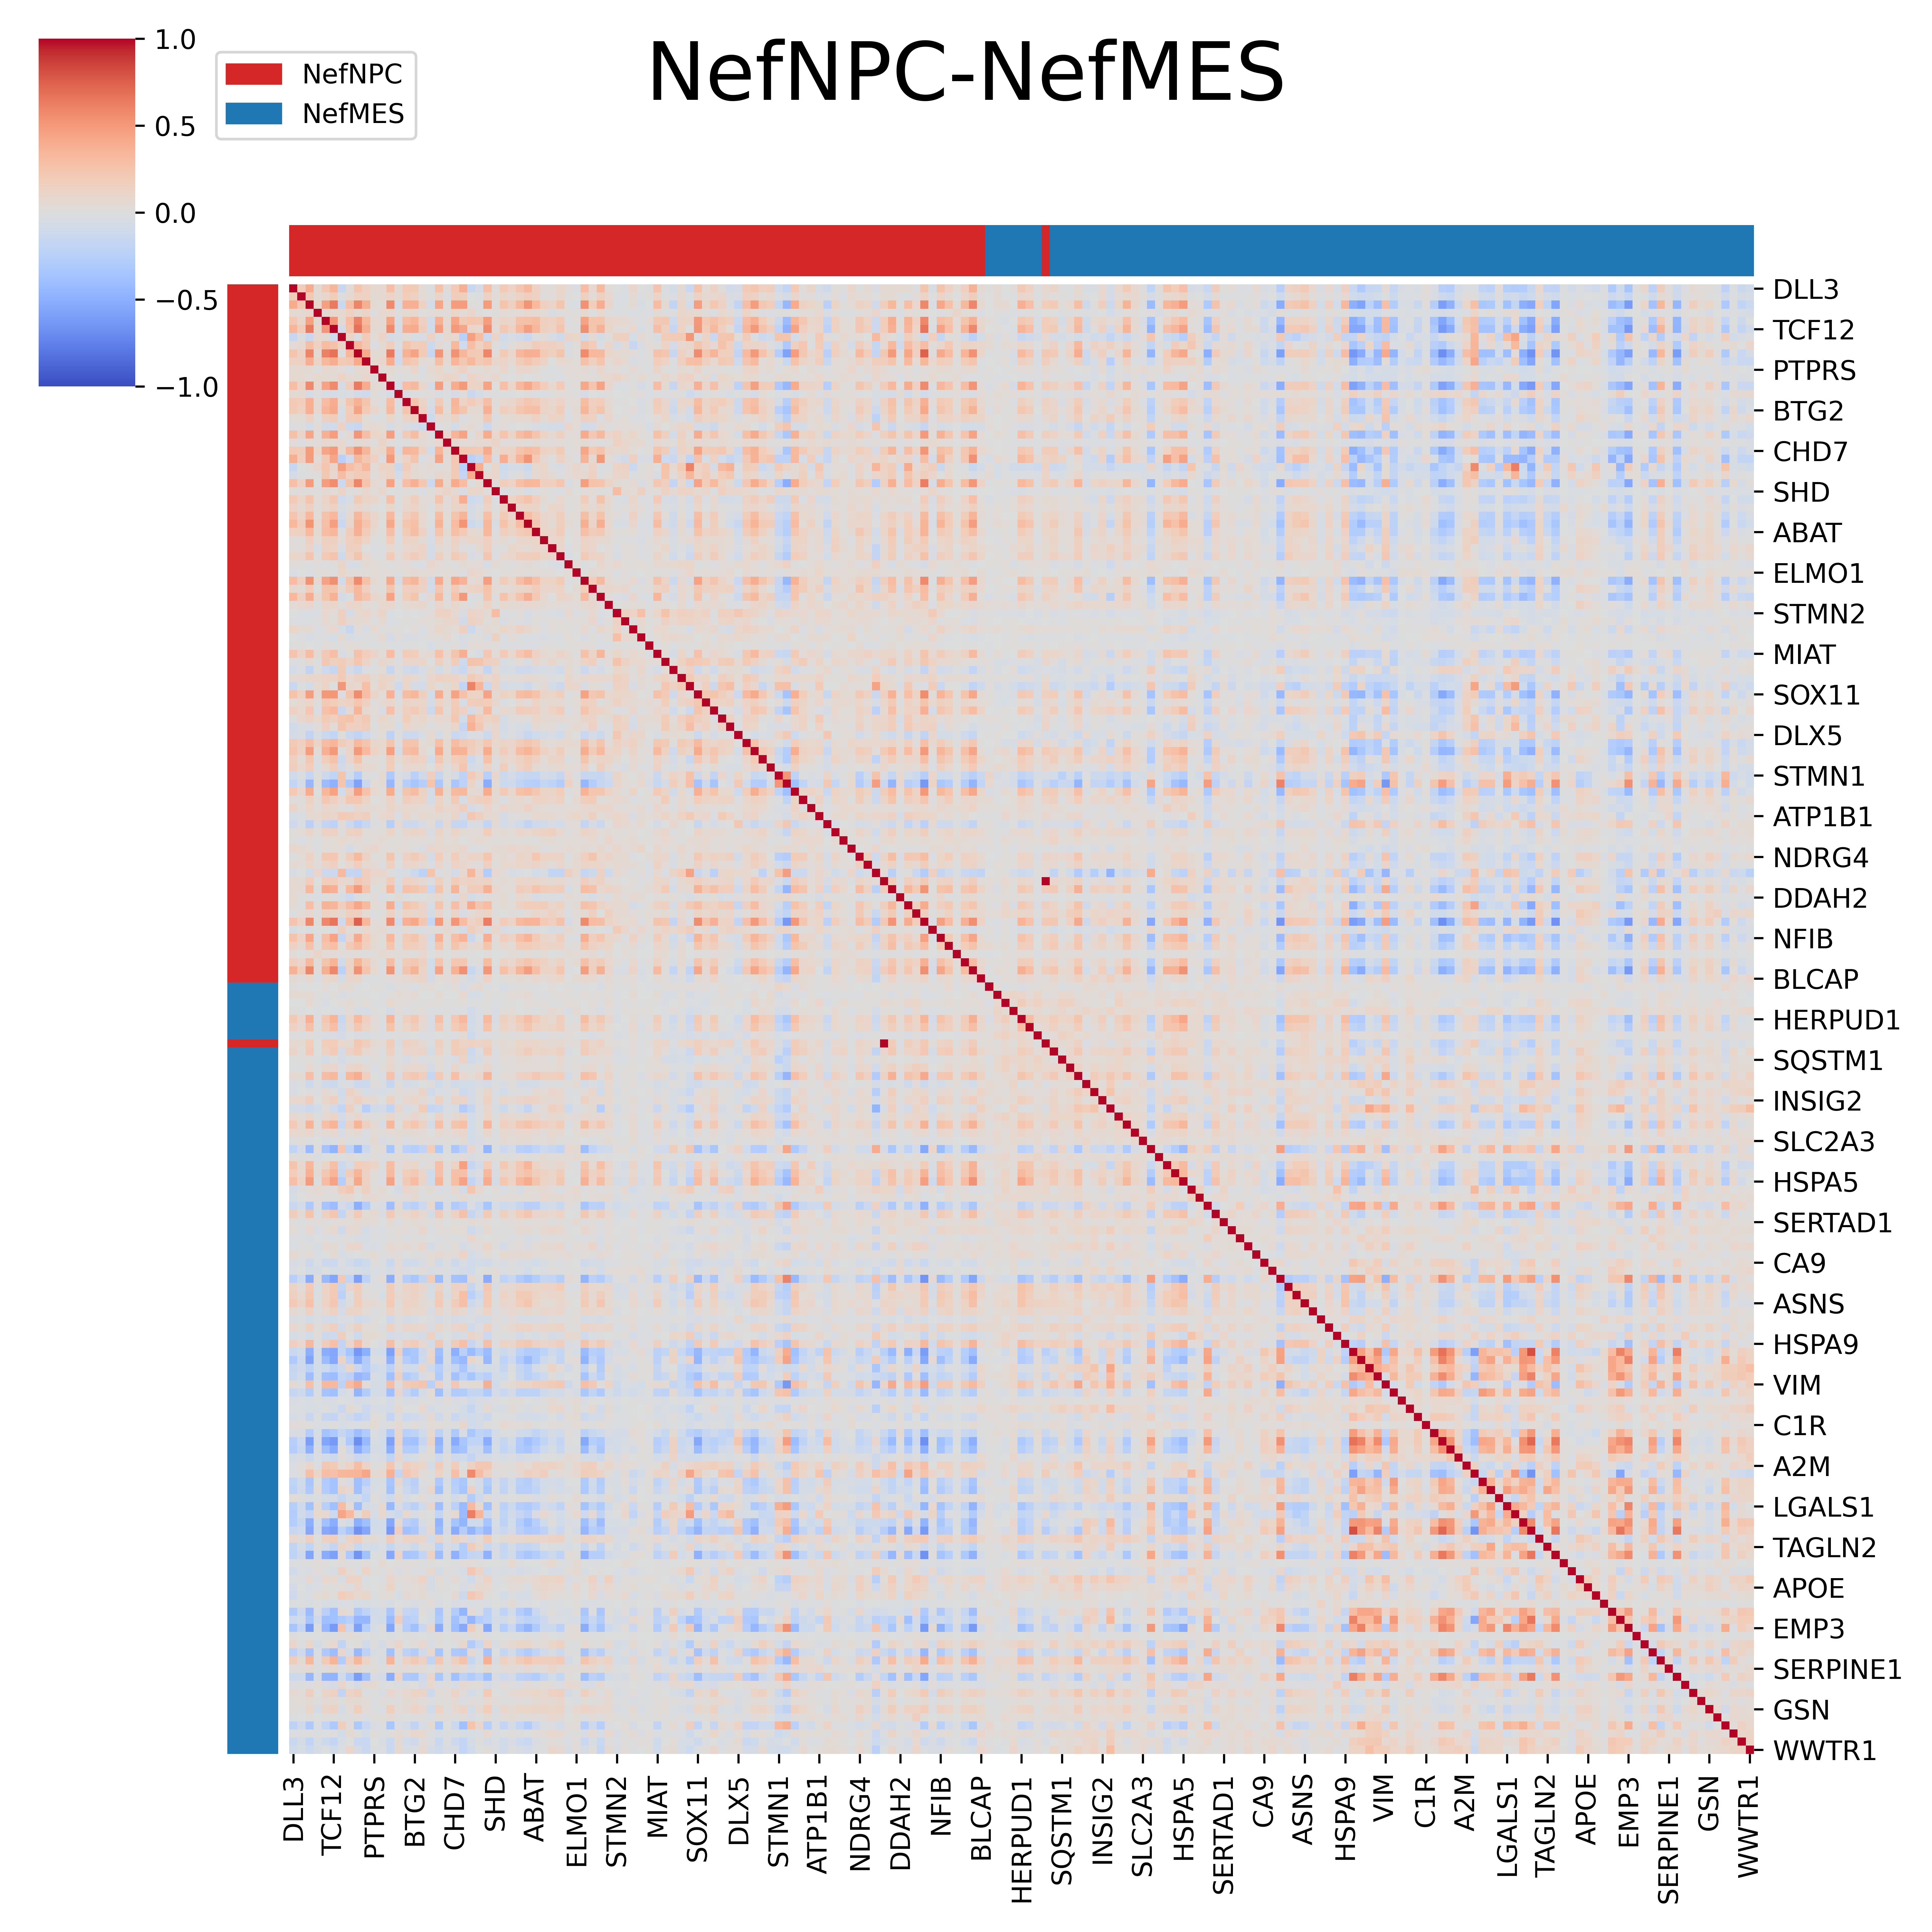 NefNPC-NefMES
1.0
0.5
0.0
−0.5
−1.0
NefNPC
NefMES
DLL3
TCF12
PTPRS
BTG2
CHD7
SHD
ABAT
ELMO1
STMN2
MIAT
SOX11
DLX5
STMN1
ATP1B1
NDRG4
DDAH2
NFIB
BLCAP
HERPUD1
SQSTM1
INSIG2
SLC2A3
HSPA5
SERTAD1
CA9
ASNS
HSPA9
VIM
C1R
A2M
LGALS1
TAGLN2
APOE
EMP3
SERPINE1
GSN
WWTR1
DLL3
TCF12
PTPRS
BTG2
CHD7
SHD
ABAT
ELMO1
STMN2
MIAT
SOX11
DLX5
STMN1
ATP1B1
NDRG4
DDAH2
NFIB
BLCAP
HERPUD1
SQSTM1
INSIG2
SLC2A3
HSPA5
SERTAD1
CA9
ASNS
HSPA9
VIM
C1R
A2M
LGALS1
TAGLN2
APOE
EMP3
SERPINE1
GSN
WWTR1